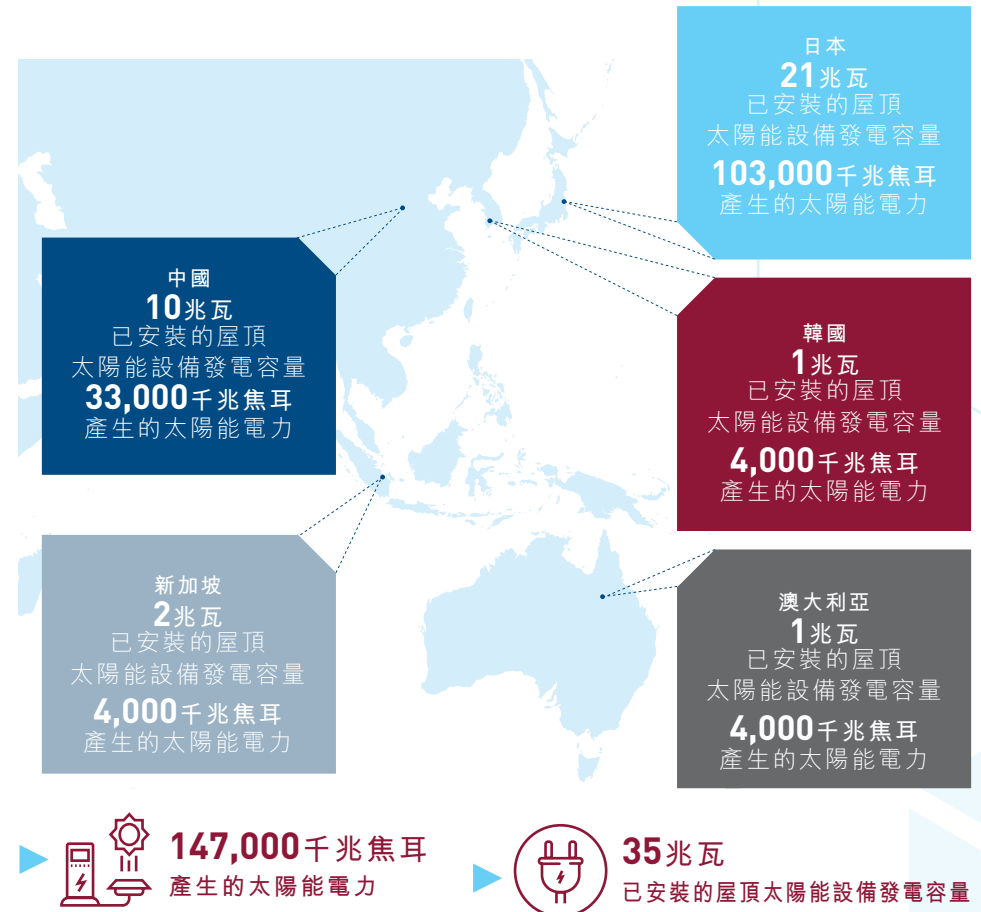 日本
21兆瓦
已安裝的屋頂
太陽能設備發電容量
103,000千兆焦耳
產生的太陽能電力
中國
10兆瓦
已安裝的屋頂
太陽能設備發電容量
33,000千兆焦耳
產生的太陽能電力
韓國
1兆瓦
已安裝的屋頂
太陽能設備發電容量
4,000千兆焦耳
產生的太陽能電力
新加坡
2兆瓦
已安裝的屋頂
太陽能設備發電容量
4,000千兆焦耳
產生的太陽能電力
澳大利亞
1兆瓦
已安裝的屋頂
太陽能設備發電容量
4,000千兆焦耳
產生的太陽能電力
147,000千兆焦耳
產生的太陽能電力
35兆瓦
已安裝的屋頂太陽能設備發電容量